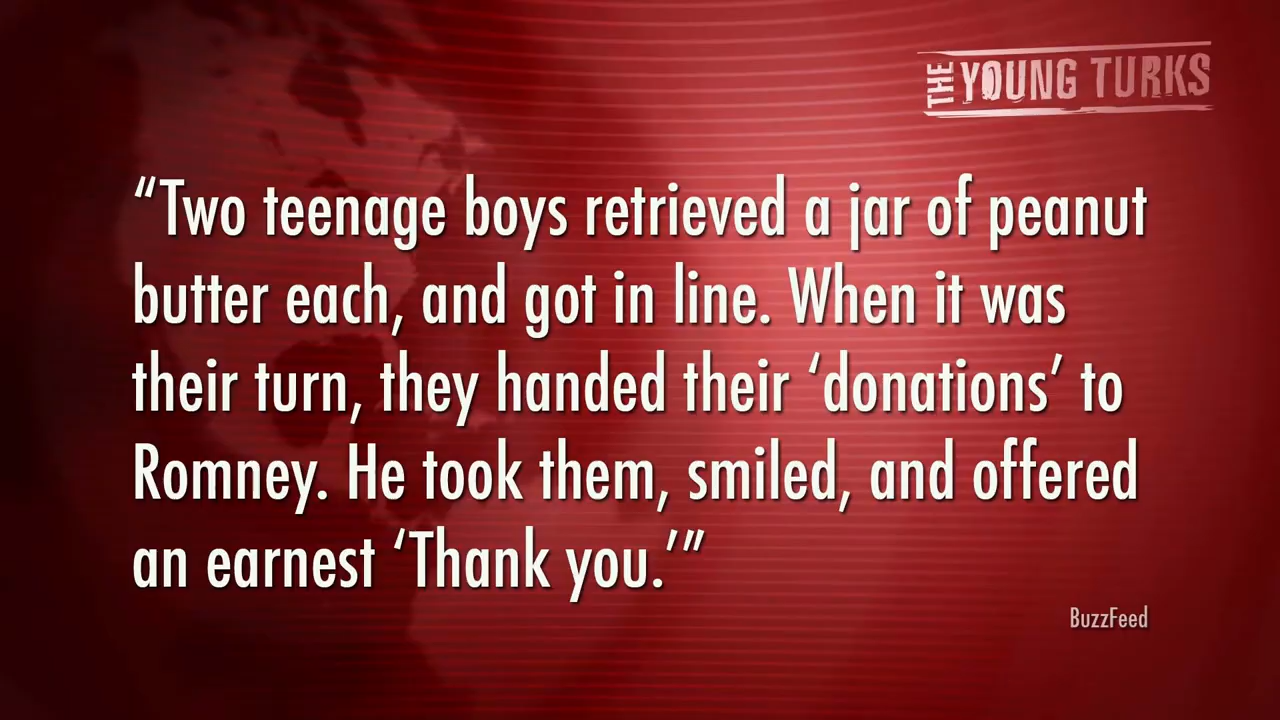 THE YOUNG TURKS
“Two teenage boys retrieved a jar of peanut
butter each, and got in line. When it was
their turn, they handed their ‘donations’ to
Romney. He took them, smiled, and offered
an earnest ‘Thank you.’”
BuzzFeed